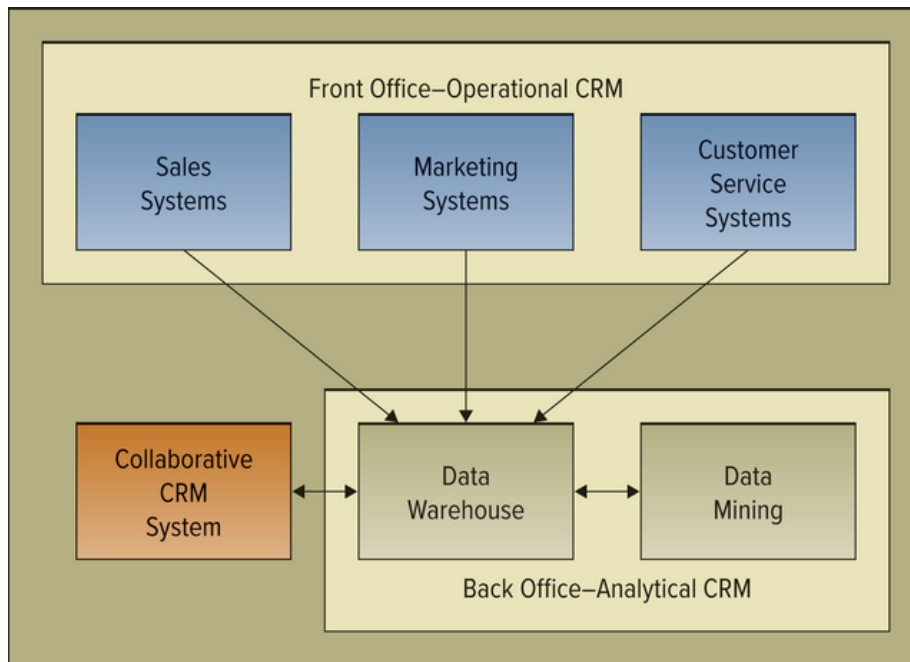 Front Office–Operational CRM
Sales
Systems
Marketing
Systems
Customer
Service
Systems
Collaborative
CRM
System
Data
Warehouse
Data
Mining
Back Office–Analytical CRM